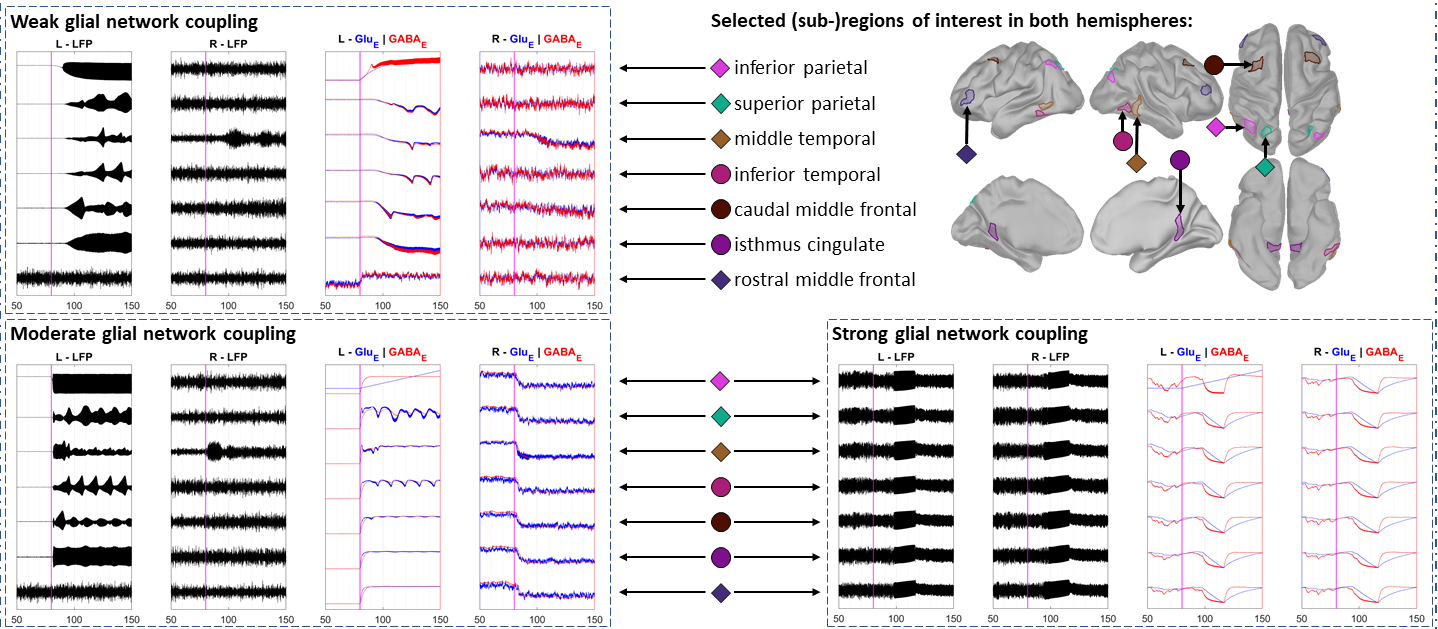 Weak glial network coupling
L - LFP
R - LFP
L - GluE | GABAE
R - GluE | GABAE
50 100 150
50 100 150
50 100 150
50 100 150
Selected (sub-)regions of interest in both hemispheres:
inferior parietal
superior parietal
middle temporal
inferior temporal
caudal middle frontal
isthmus cingulate
rostral middle frontal
Moderate glial network coupling
L - LFP
R - LFP
L - GluE | GABAE
R - GluE | GABAE
50 100 150
50 100 150
50 100 150
50 100 150
Strong glial network coupling
L - LFP
R - LFP
L - GluE | GABAE
R - GluE | GABAE
50 100 150
50 100 150
50 100 150
50 100 150